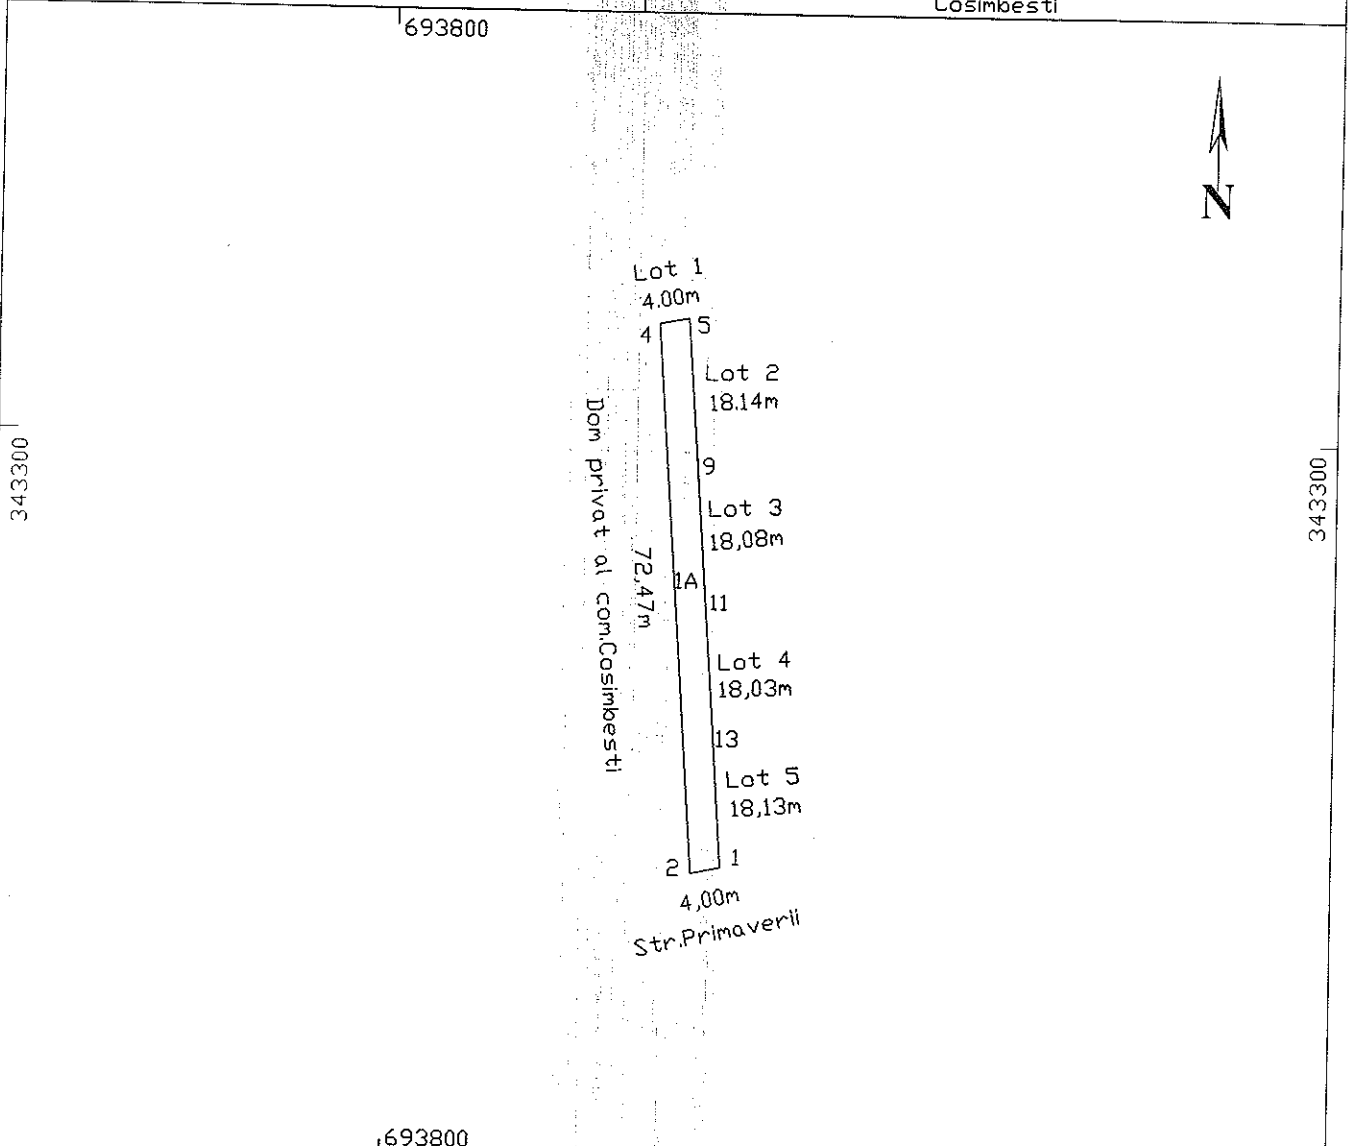 Cosimbesti
693800
N
Lot 1
4.00m
4
5
Lot 2
18.14m
343300
343300
9
Lot 3
18,08m
Dom privat al com.Cosimbesti
72,47m
1A
11
Lot 4
18,03m
13
Lot 5
18,13m
2
1
4,00m
Str.Primaverii
693800